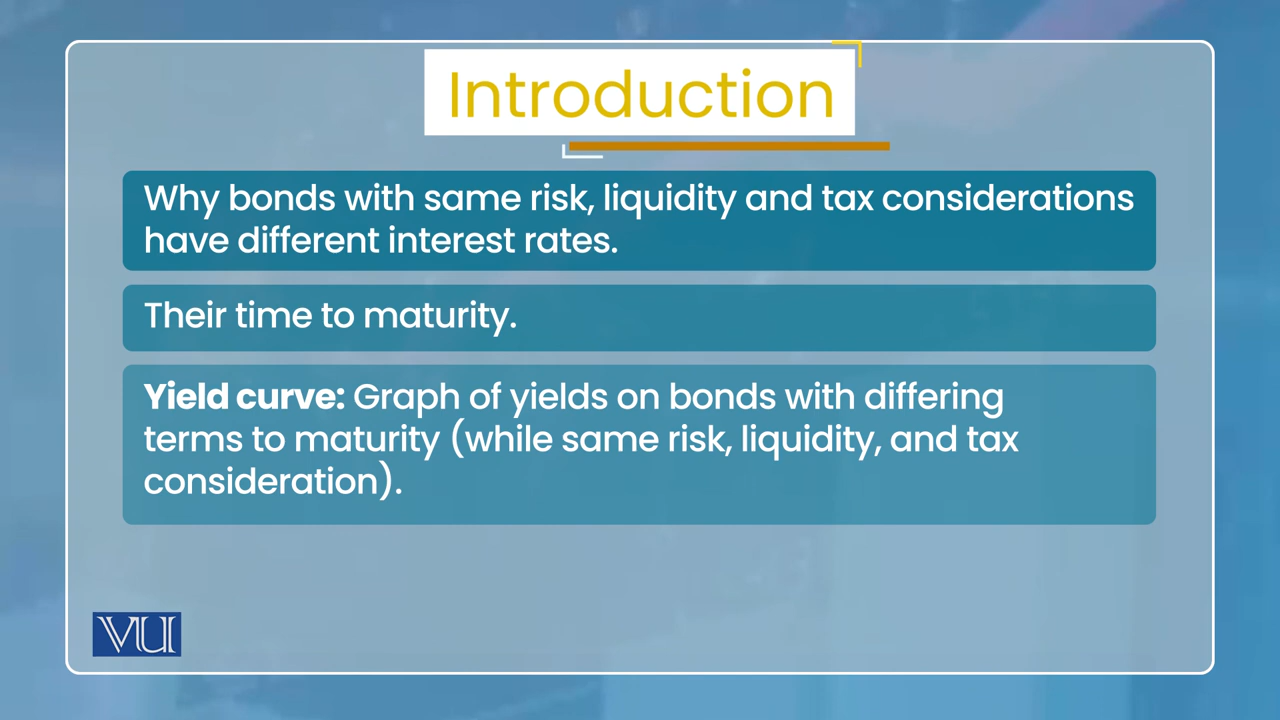 Introduction
Why bonds with same risk, liquidity and tax considerations
have different interest rates.
Their time to maturity.
Yield curve: Graph of yields on bonds with differing
terms to maturity (while same risk, liquidity, and tax
consideration).
VU